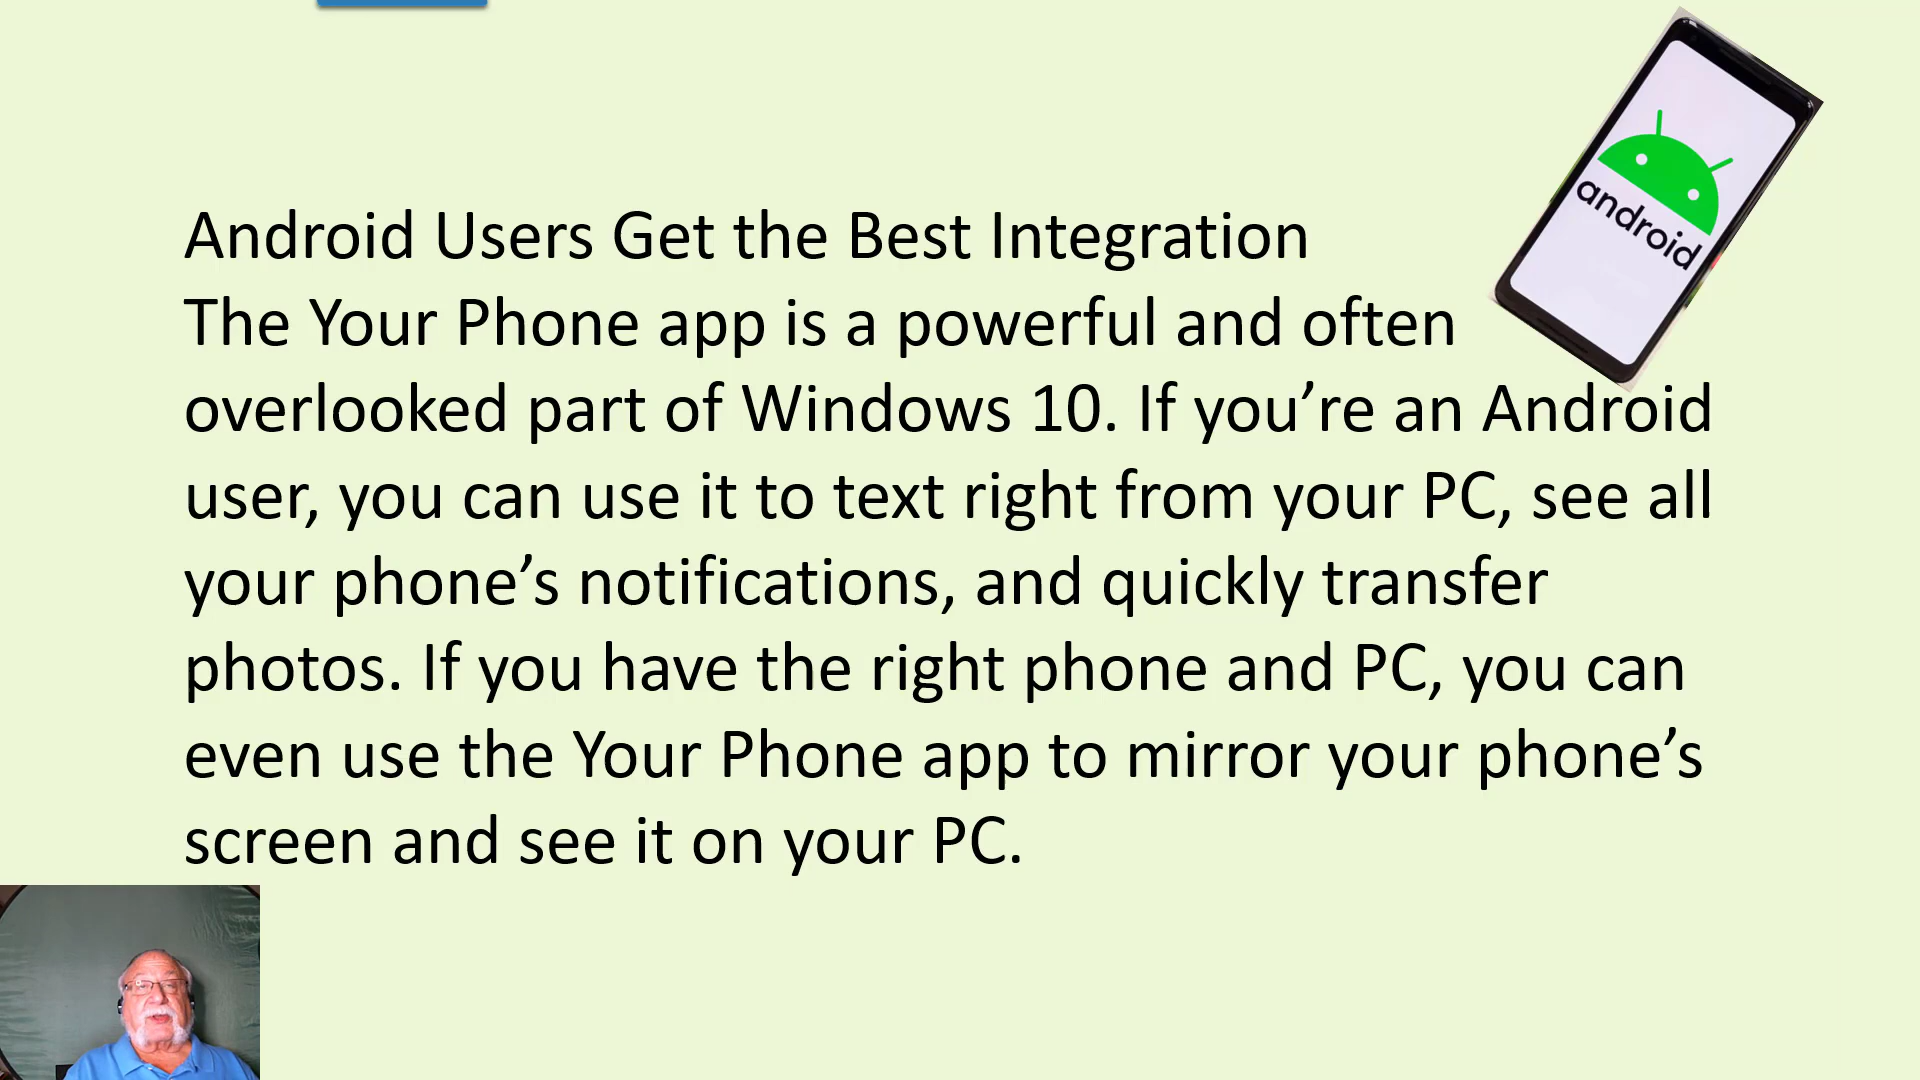 android
Android Users Get the Best Integration
The Your Phone app is a powerful and often
overlooked part of Windows 10. If you’re an Android
user, you can use it to text right from your PC, see all
your phone’s notifications, and quickly transfer
photos. If you have the right phone and PC, you can
even use the Your Phone app to mirror your phone’s
screen and see it on your PC.